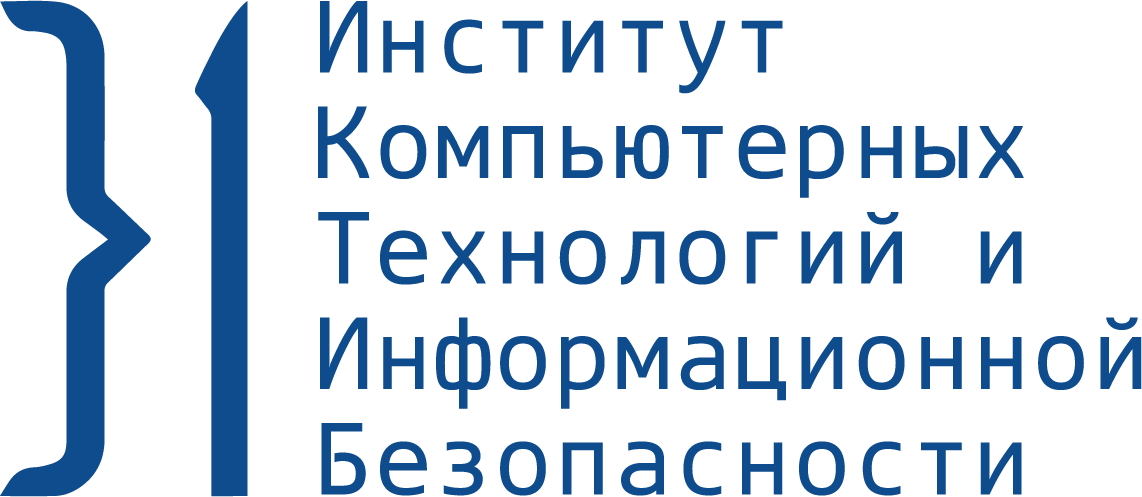 Институт
Компьютерных
Технологий и
Информационной
Безопасности